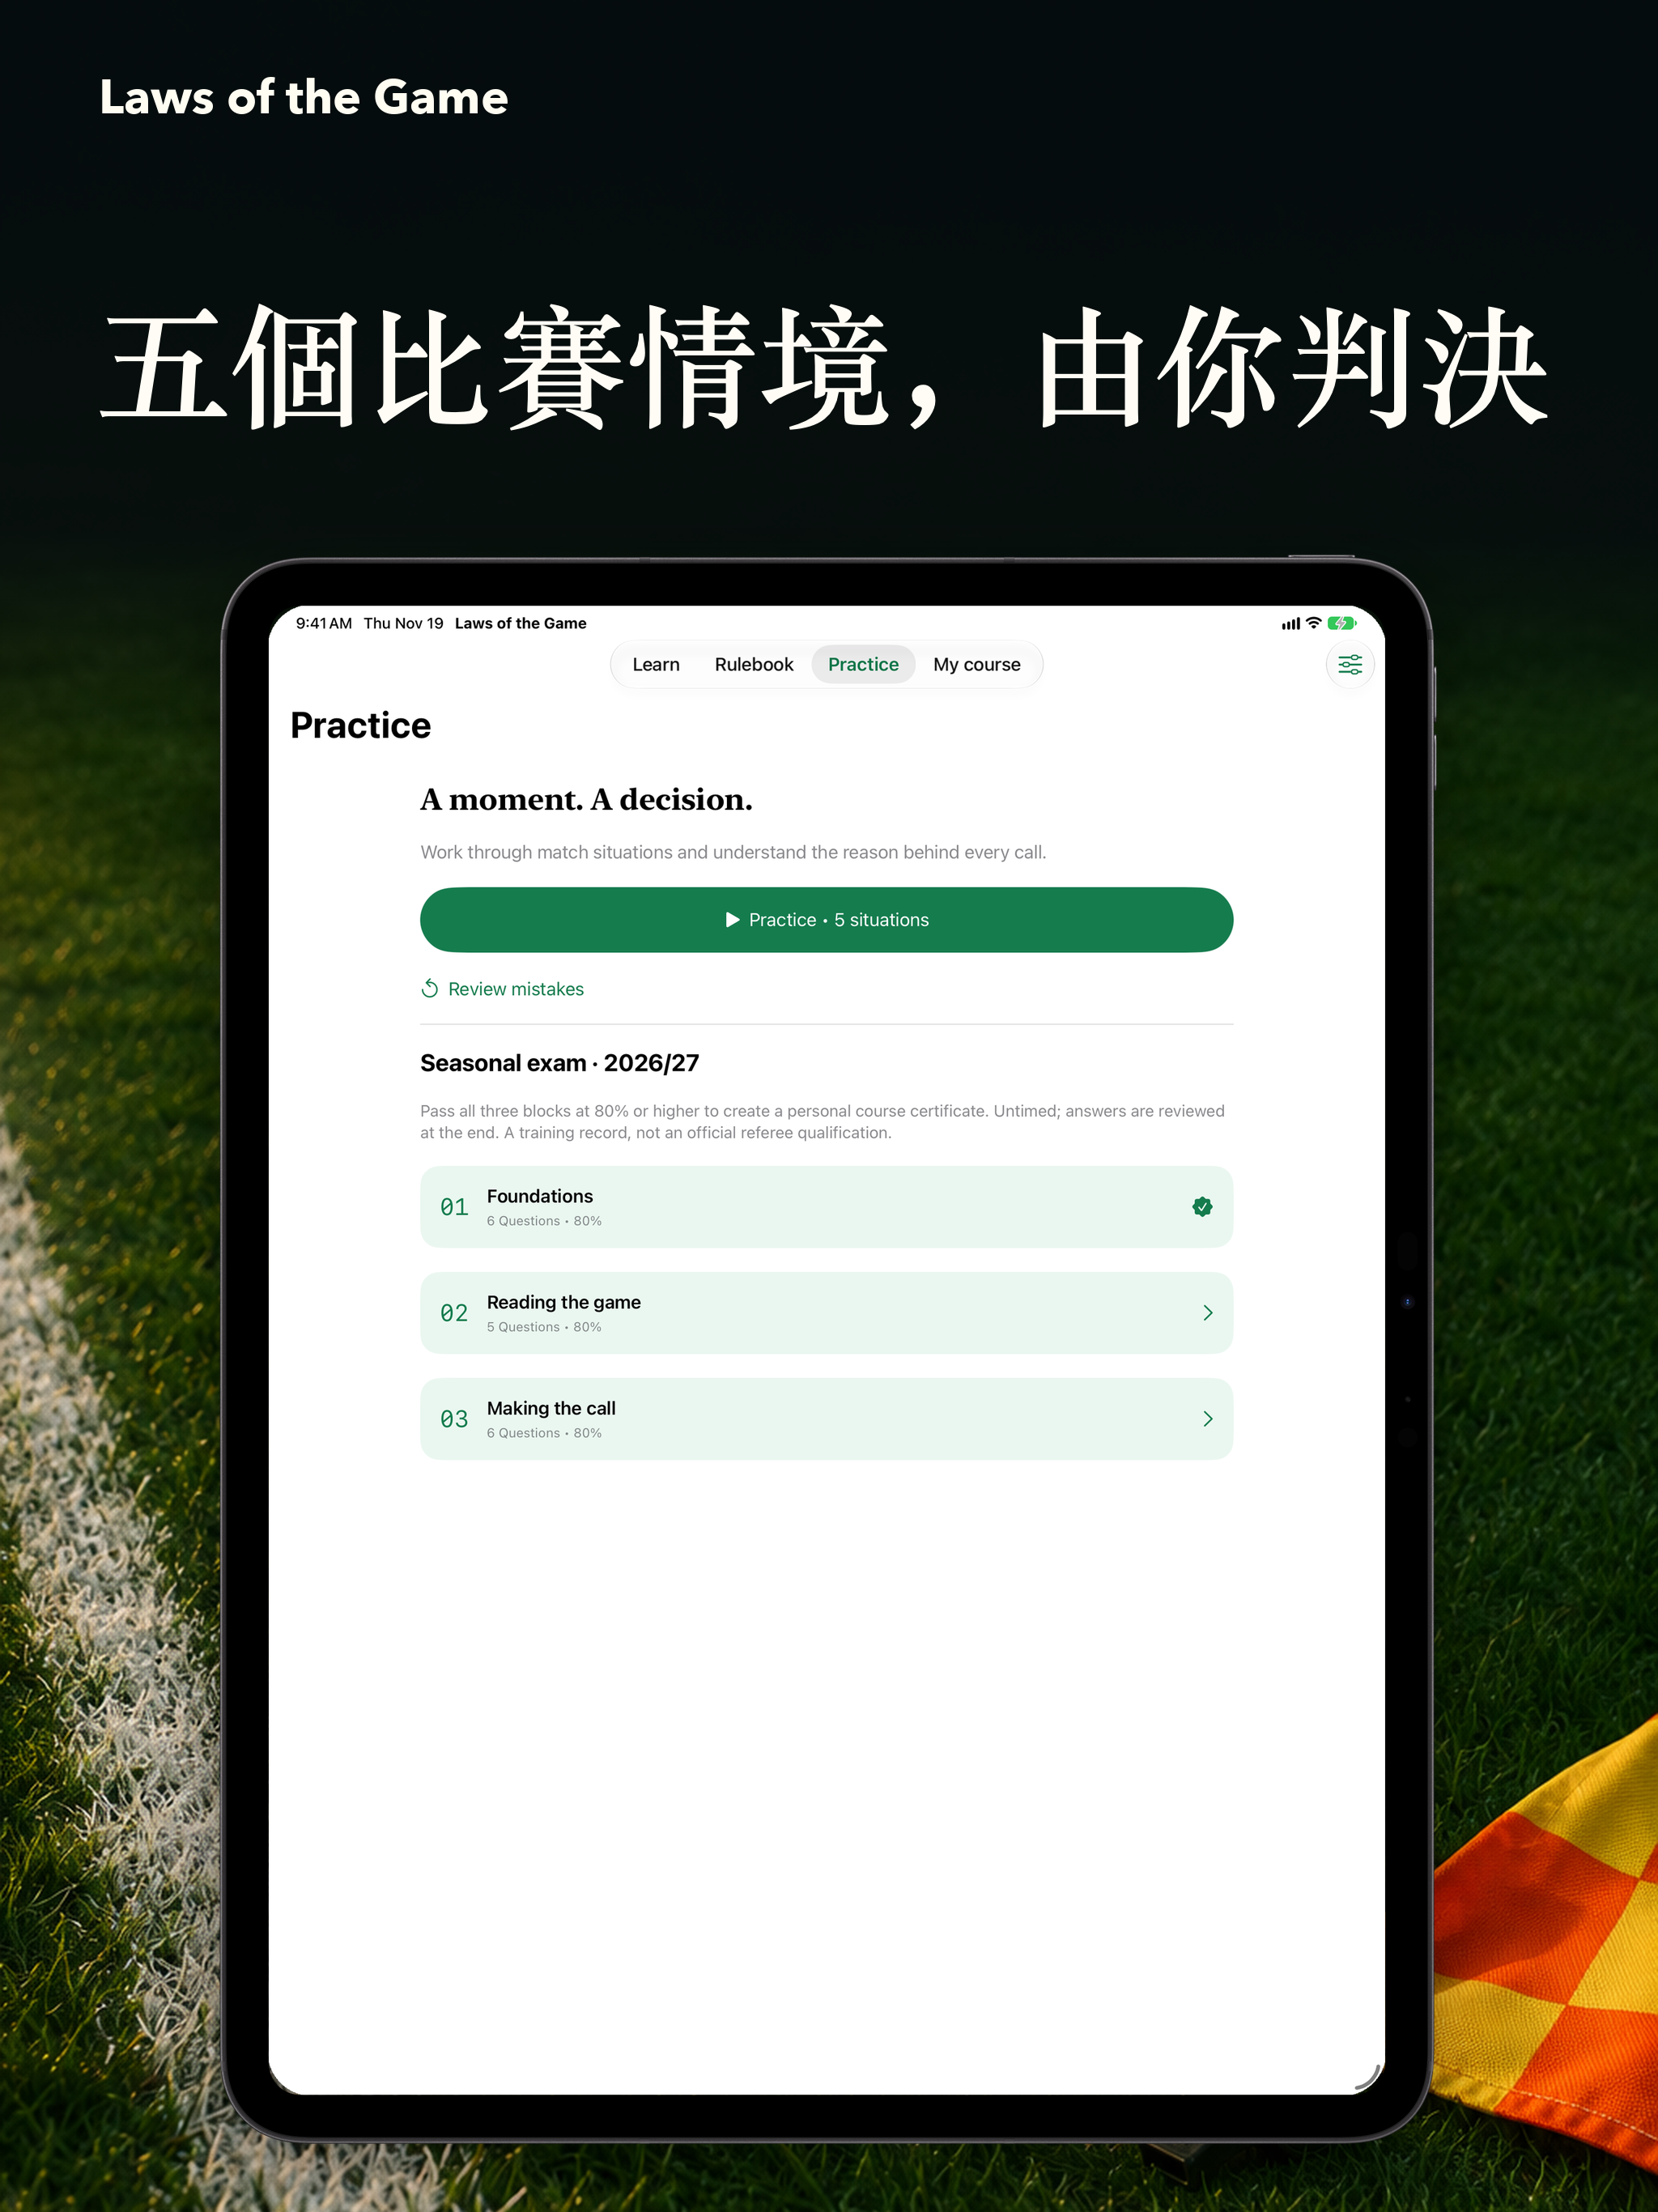 Laws of the Game
五個比賽情境，由你判決
9:41 AM Thu Nov 19 Laws of the Game
Learn Rulebook Practice My course
Practice
A moment. A decision.
Work through match situations and understand the reason behind every call.
Practice • 5 situations
Review mistakes
Seasonal exam · 2026/27
Pass all three blocks at 80% or higher to create a personal course certificate. Untimed; answers are reviewed
at the end. A training record, not an official referee qualification.
01 Foundations
6 Questions • 80%
02 Reading the game
5 Questions • 80%
03 Making the call
6 Questions • 80%